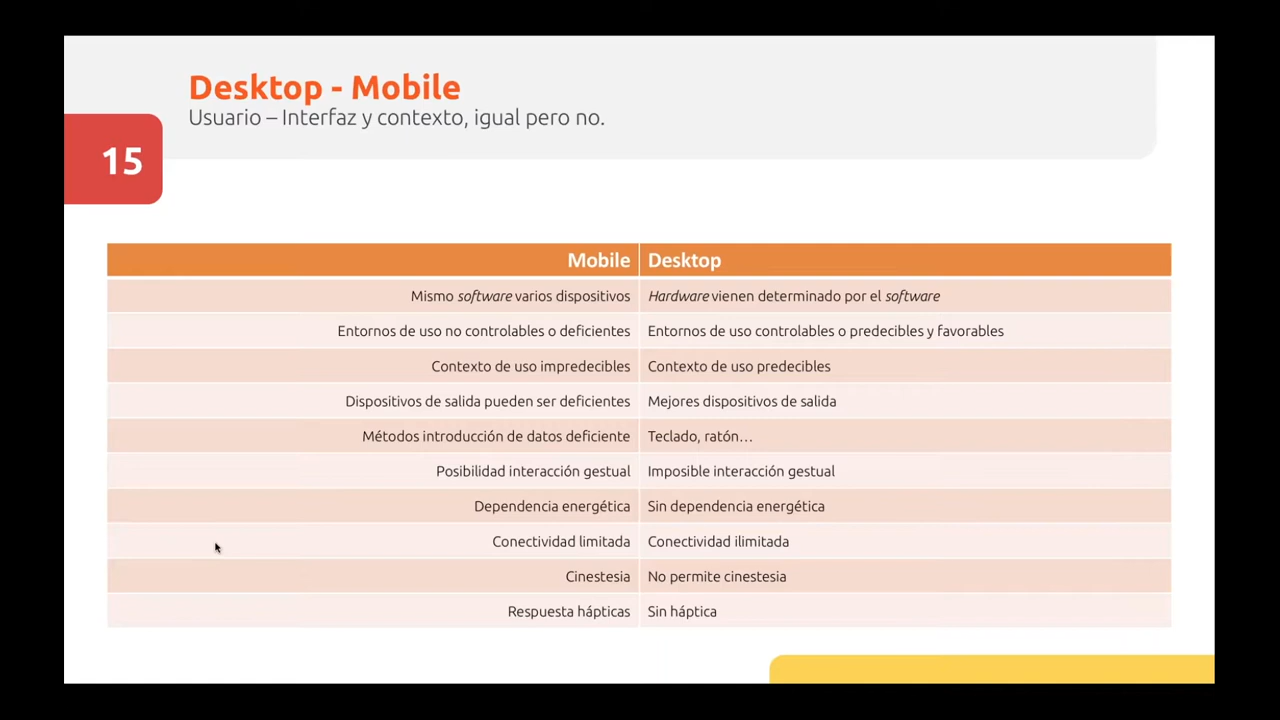 Desktop - Mobile
Usuario – Interfaz y contexto, igual pero no.
15
Mobile Desktop
Mismo software varios dispositivos Hardware vienen determinado por el software
Entornos de uso no controlables o deficientes Entornos de uso controlables o predecibles y favorables
Contexto de uso impredecibles Contexto de uso predecibles
Dispositivos de salida pueden ser deficientes Mejores dispositivos de salida
Métodos introducción de datos deficiente Teclado, ratón…
Posibilidad interacción gestual Imposible interacción gestual
Dependencia energética Sin dependencia energética
Conectividad limitada Conectividad ilimitada
Cinestesia No permite cinestesia
Respuesta hápticas Sin háptica